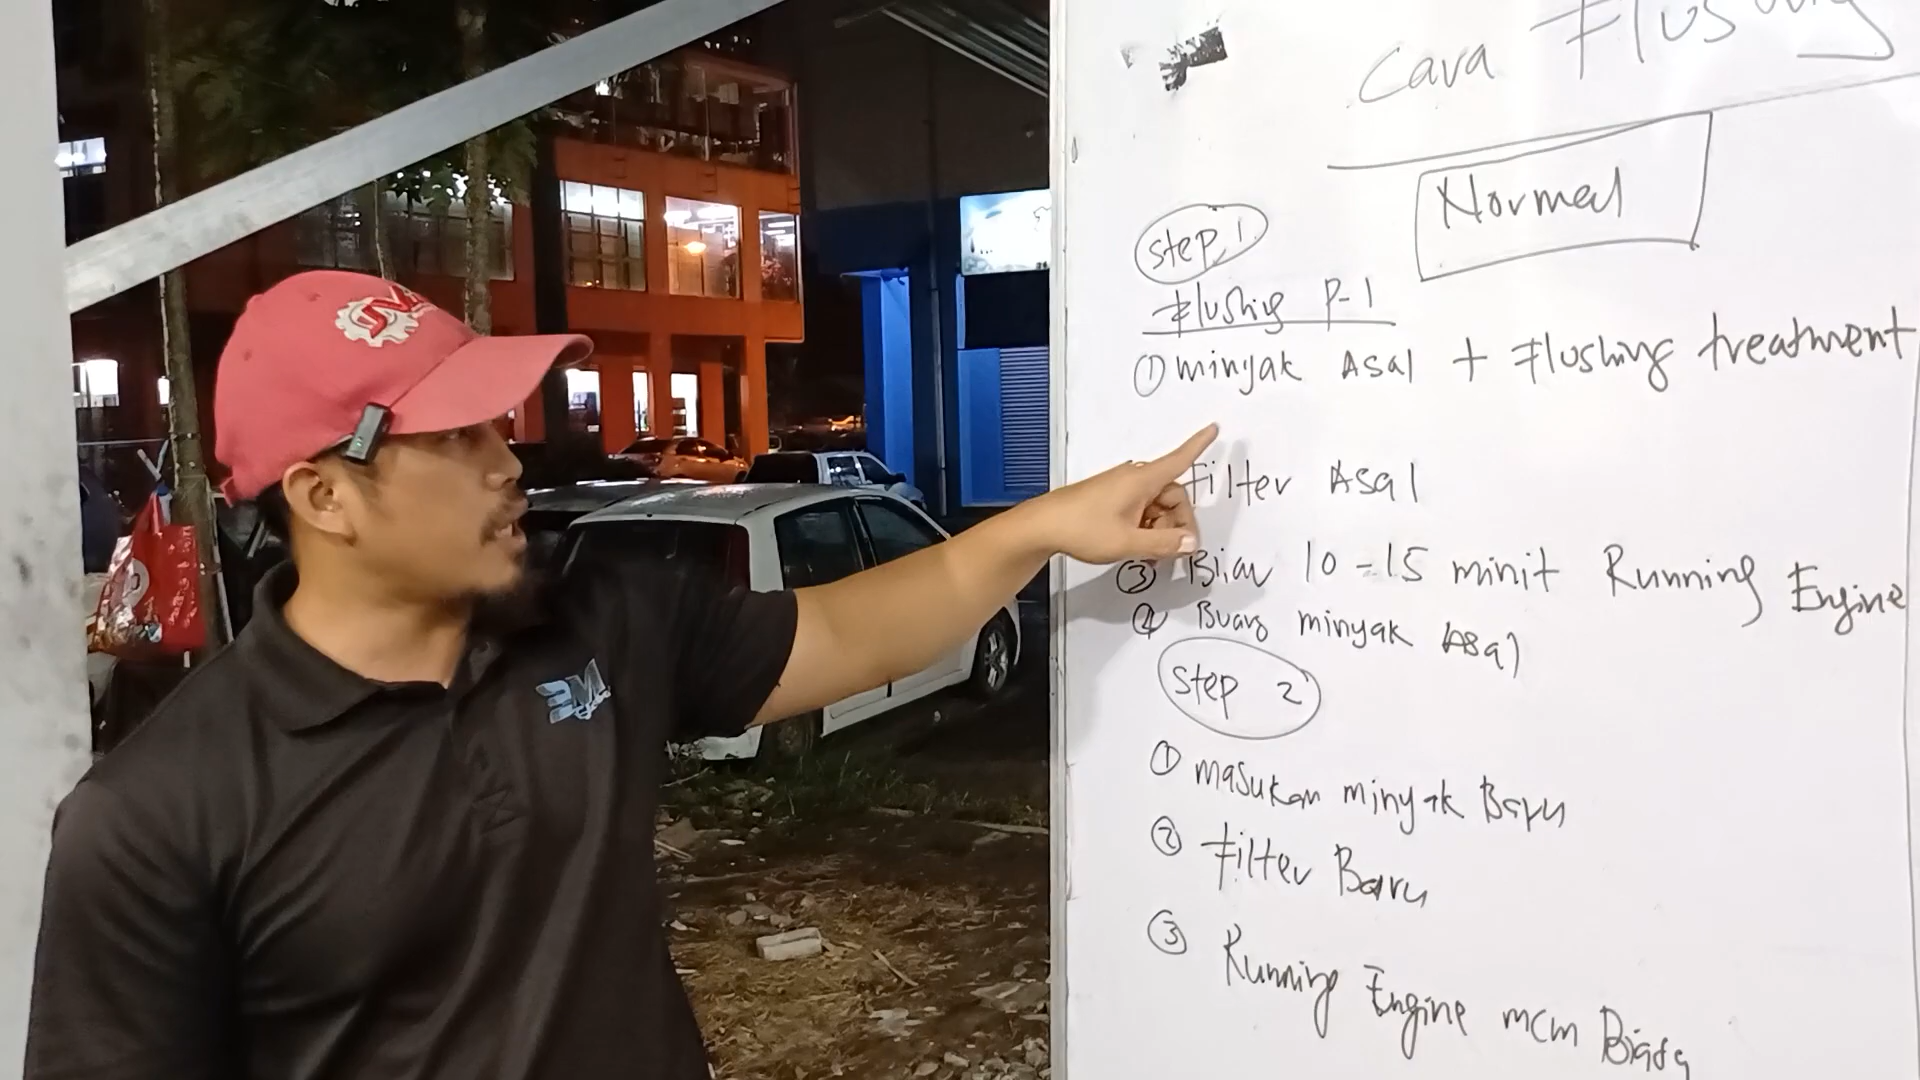 Cara Flushing
Normal
Step 1
Flushing P-1
① minyak Asal + Flushing treatment
Filter Asal
③ Biar 10-15 minit Running Engine
④ Buang minyak Asal
Step 2
① masukan minyak Baru
② Filter Baru
③ Running Engine mcm Biasa